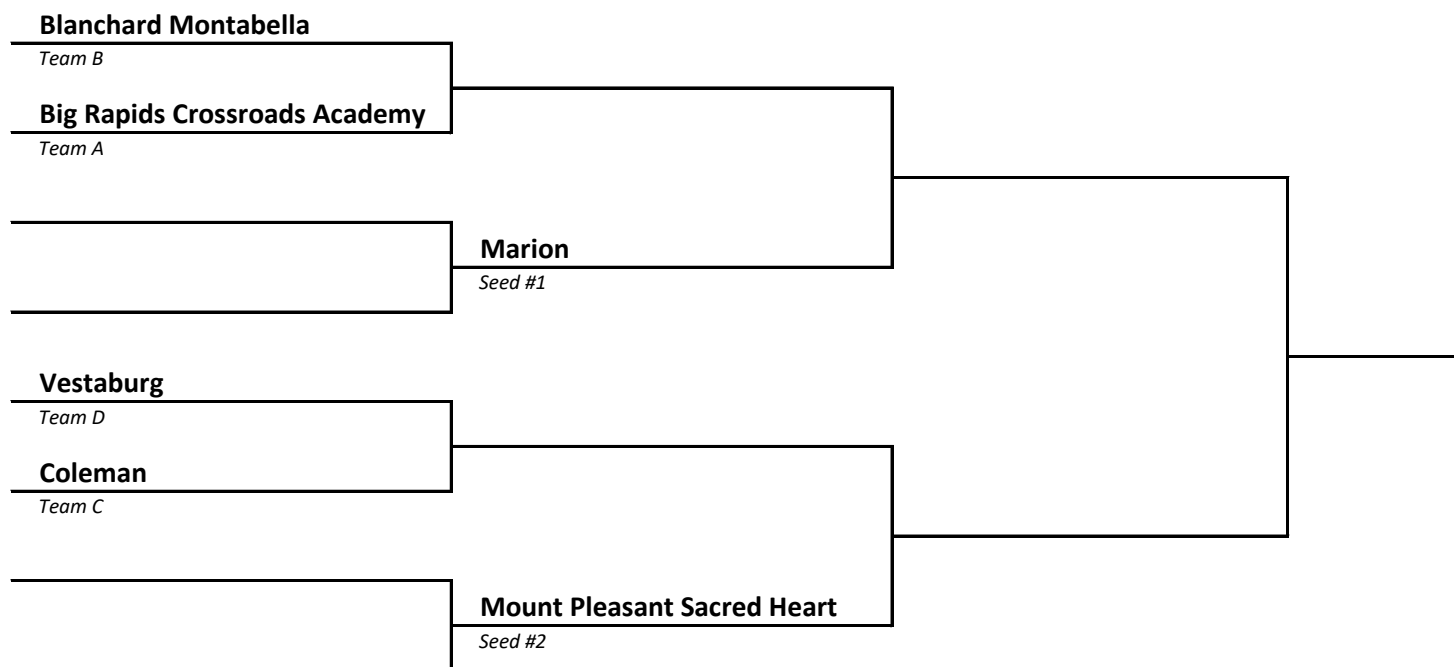 Blanchard Montabella
Team B
Big Rapids Crossroads Academy
Team A
Marion
Seed #1
Vestaburg
Team D
Coleman
Team C
Mount Pleasant Sacred Heart
Seed #2